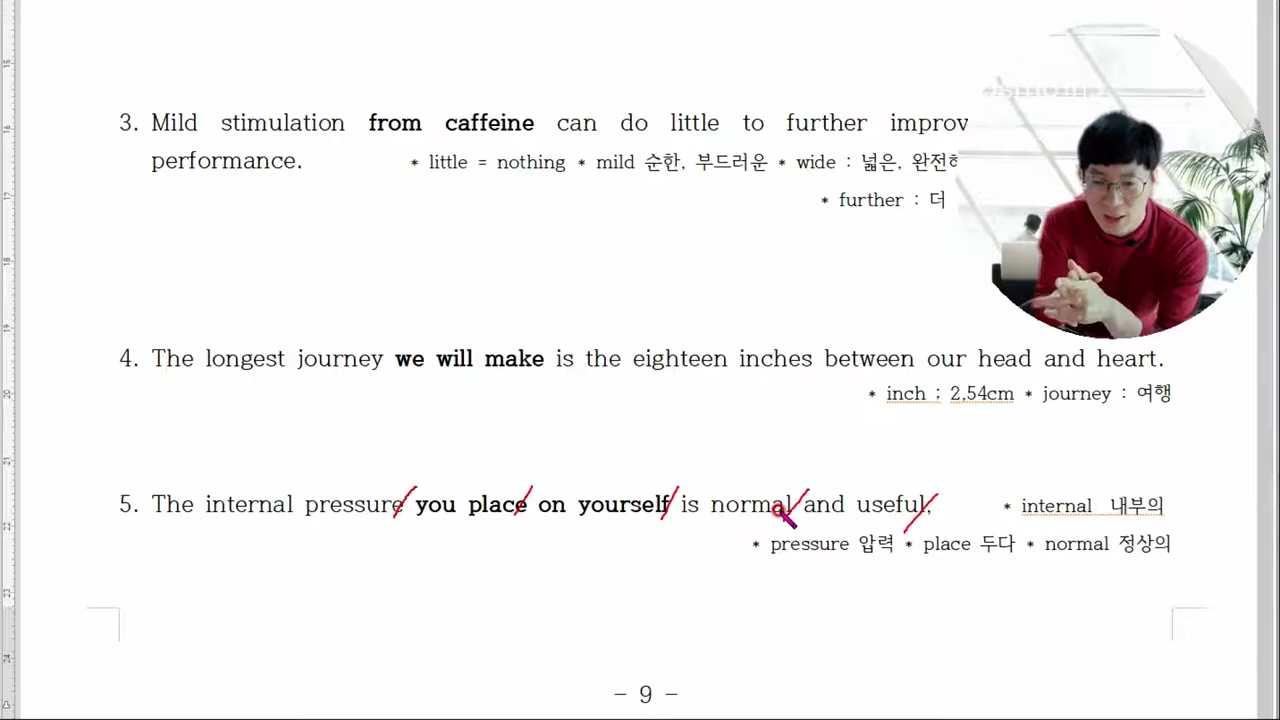 3. Mild stimulation from caffeine can do little to further improv
performance. * little = nothing * mild 순한, 부드러운 * wide : 넓은,
* further : 더
4. The longest journey we will make is the eighteen inches between our head and heart.
* inch : 2.54cm * journey : 여행
5. The internal pressure you place on yourself is normal and useful, * internal 내부의
* pressure 압력 * place 두다 * normal 정상의
- 9 -